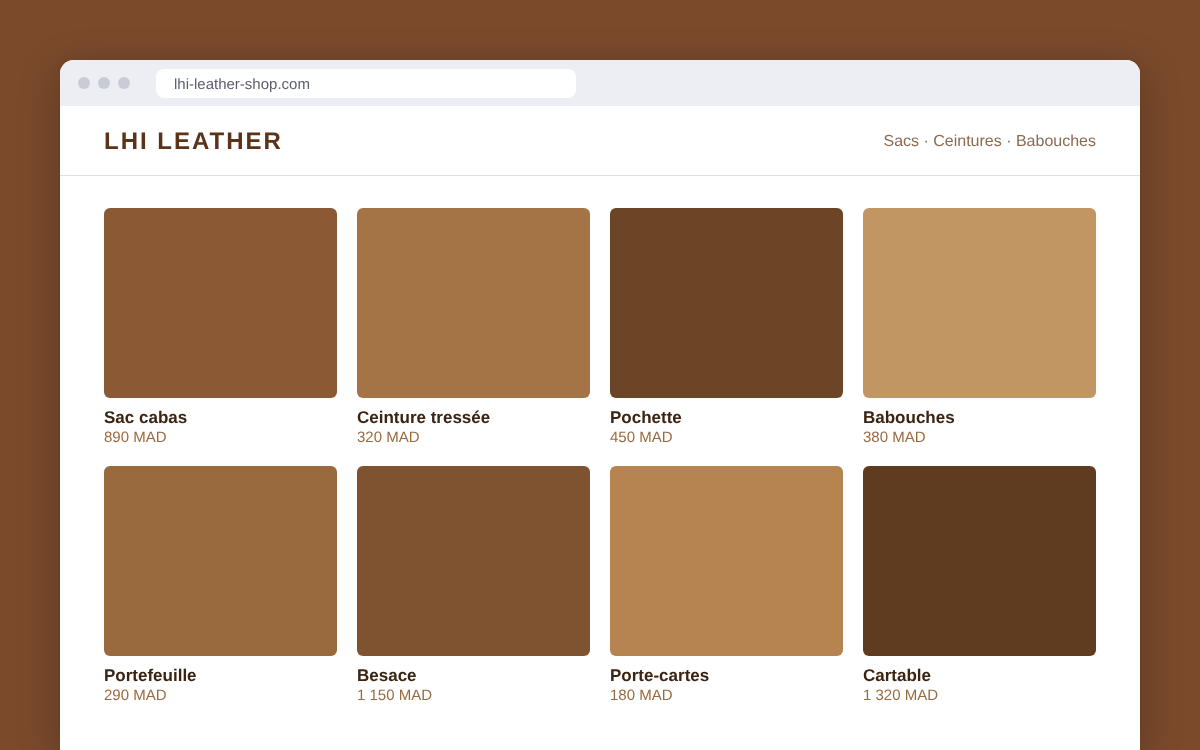 lhi-leather-shop.com
LHI LEATHER
Sacs · Ceintures · Babouches
Sac cabas
890 MAD
Ceinture tressée
320 MAD
Pochette
450 MAD
Babouches
380 MAD
Portefeuille
290 MAD
Besace
1 150 MAD
Porte-cartes
180 MAD
Cartable
1 320 MAD